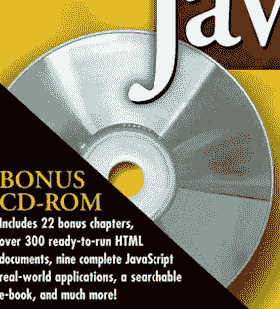 Jav
BONUS
CD-ROM
Includes 22 bonus chapters,
over 300 ready-to-run HTML
documents, nine complete JavaScript
real-world applications, a searchable
e-book, and much more!